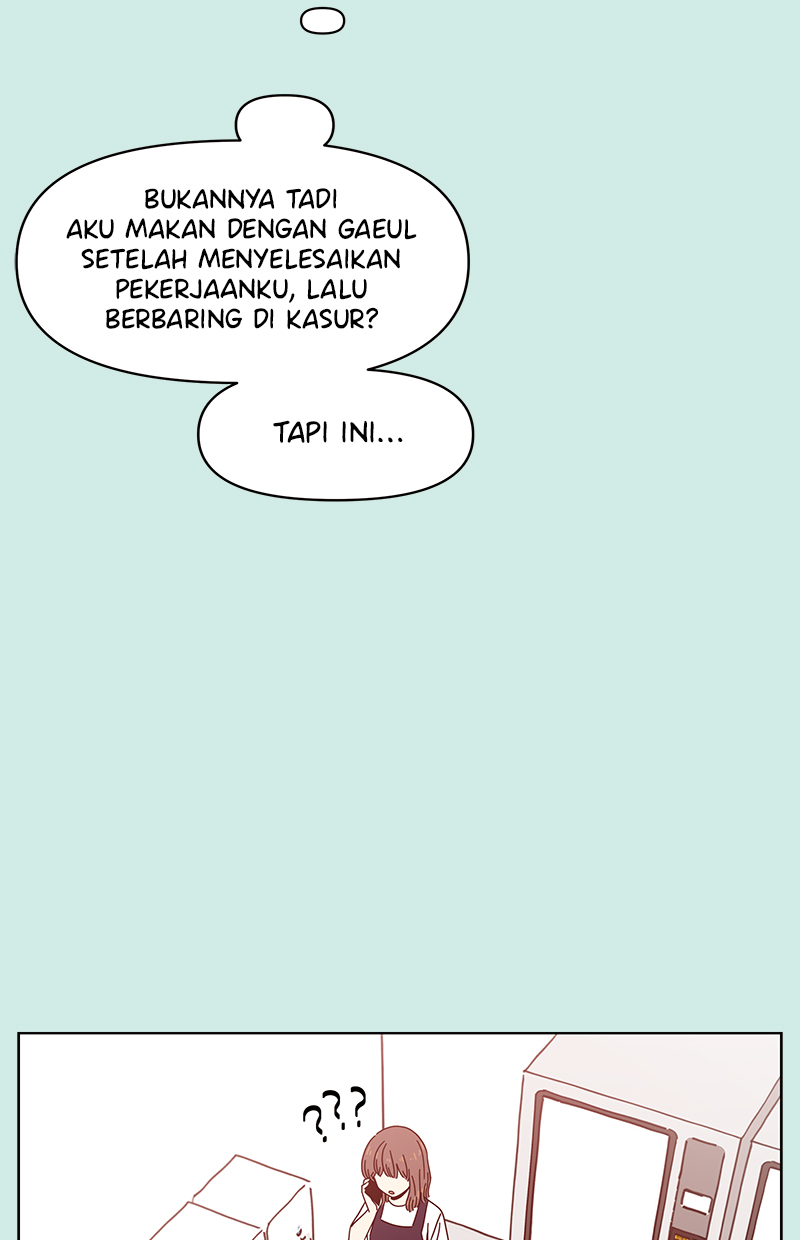 BUKANNYA TADI
AKU MAKAN DENGAN GAEUL
SETELAH MENYELESAIKAN
PEKERJAANKU, LALU
BERBARING DI KASUR?
TAPI INI...
???